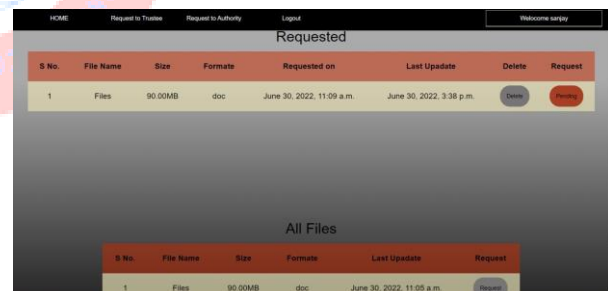 HOME Request to Trustee Request to Authority Logout Welocome sanjay
Requested
S No. File Name Size Formate Requested on Last Upadate Delete Request
1 Files 90.00MB doc June 30, 2022, 11:09 a.m. June 30, 2022, 3:38 p.m. Delete Pending
All Files
S No. File Name Size Formate Last Upadate Request
1 Files 90.00MB doc June 30, 2022, 11:05 a.m. Request